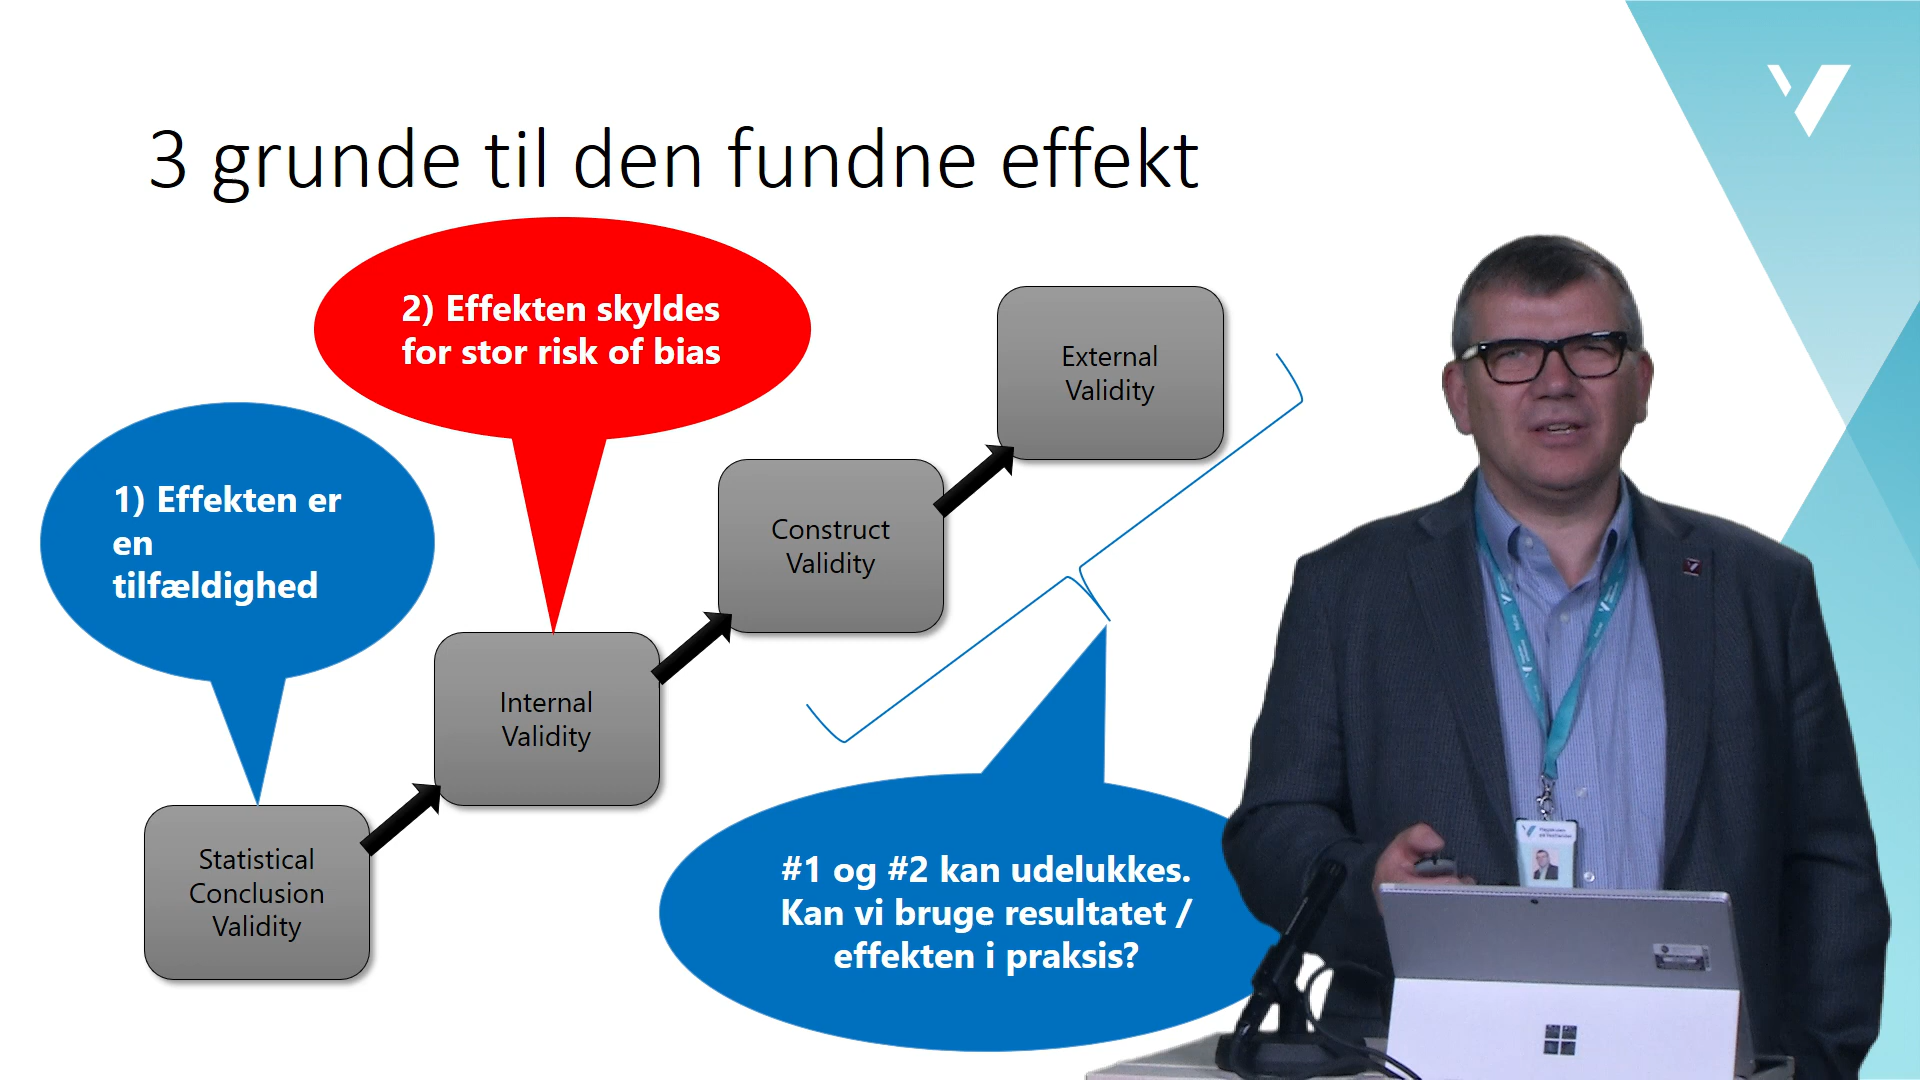 3 grunde til den fundne effekt
2) Effekten skyldes
for stor risk of bias
External
Validity
1) Effekten er
en
tilfældighed
Construct
Validity
Internal
Validity
Statistical
Conclusion
Validity
#1 og #2 kan udelukkes.
Kan vi bruge resultatet /
effekten i praksis?